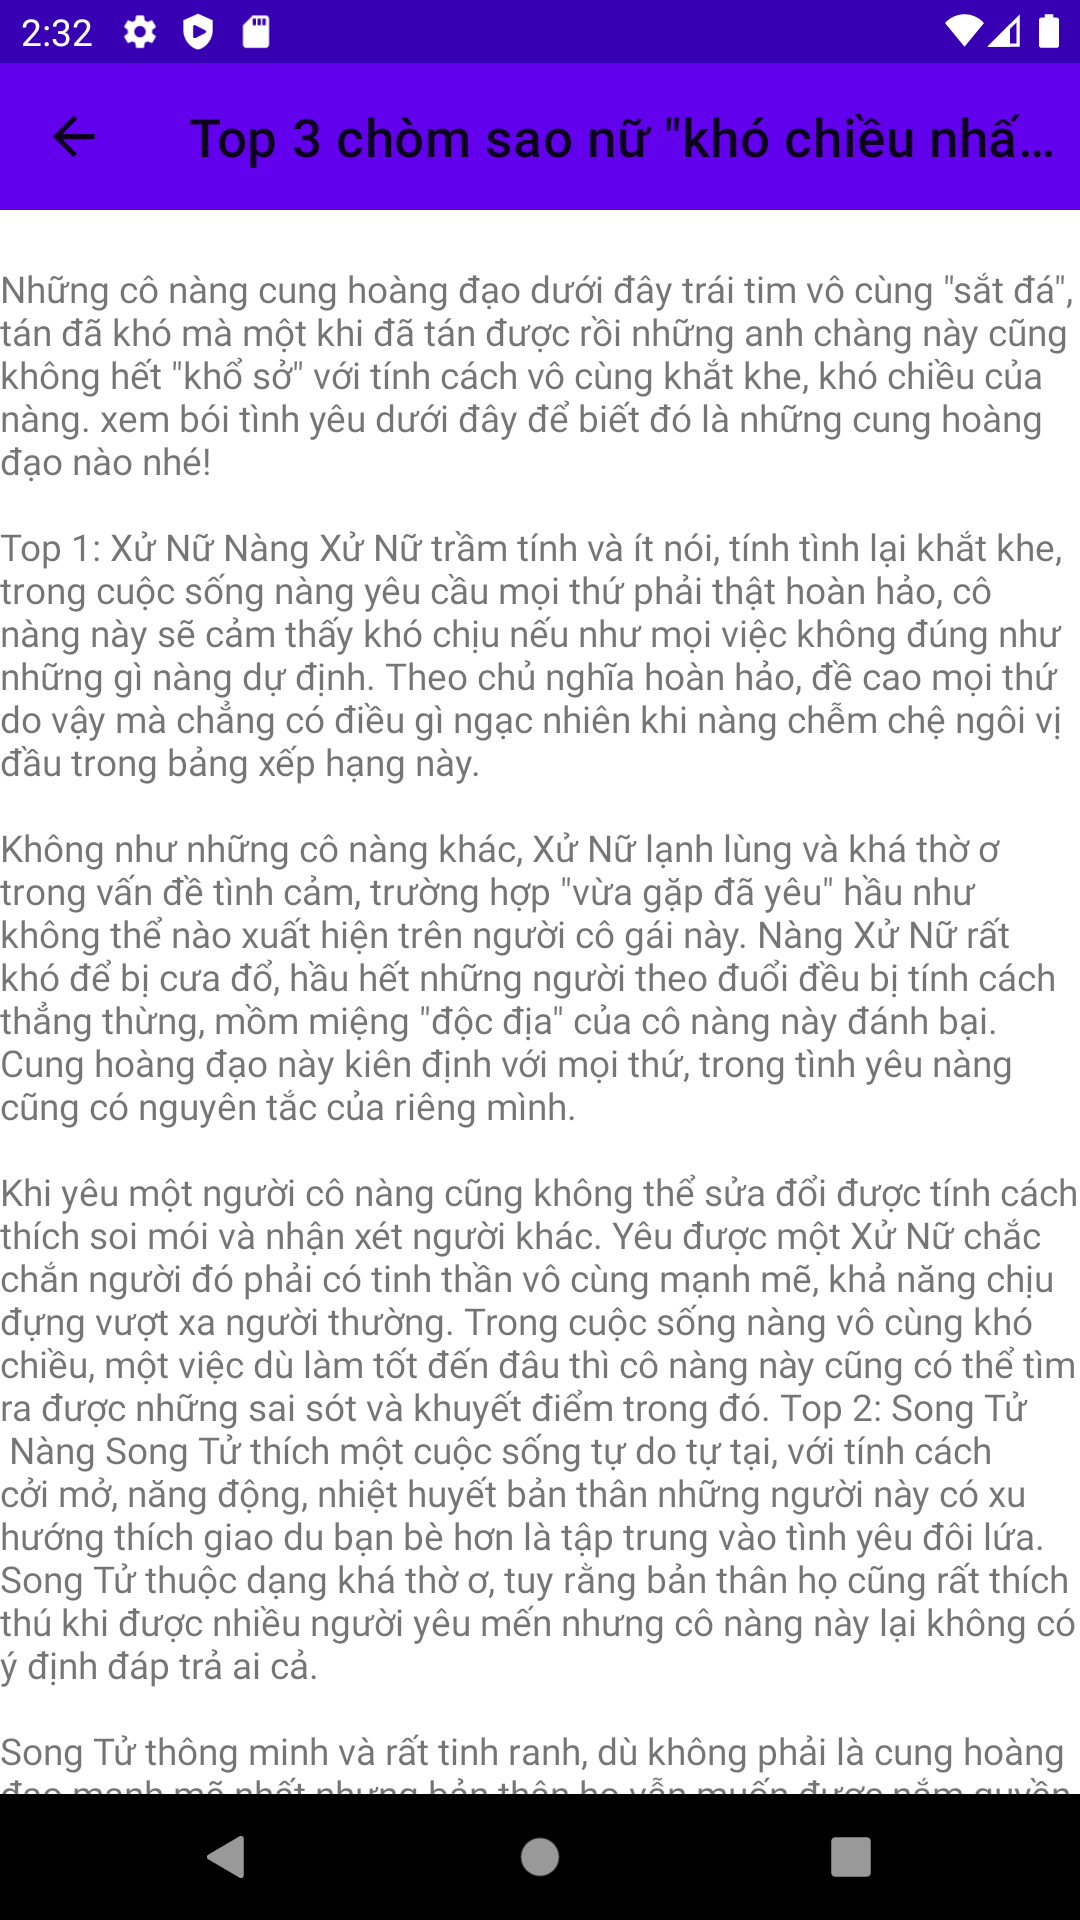 2:32
Top 3 chòm sao nữ "khó chiều nhấ…
Những cô nàng cung hoàng đạo dưới đây trái tim vô cùng "sắt đá",
tán đã khó mà một khi đã tán được rồi những anh chàng này cũng
không hết "khổ sở" với tính cách vô cùng khắt khe, khó chiều của
nàng. xem bói tình yêu dưới đây để biết đó là những cung hoàng
đạo nào nhé!
Top 1: Xử Nữ Nàng Xử Nữ trầm tính và ít nói, tính tình lại khắt khe,
trong cuộc sống nàng yêu cầu mọi thứ phải thật hoàn hảo, cô
nàng này sẽ cảm thấy khó chịu nếu như mọi việc không đúng như
những gì nàng dự định. Theo chủ nghĩa hoàn hảo, đề cao mọi thứ
do vậy mà chẳng có điều gì ngạc nhiên khi nàng chễm chệ ngôi vị
đầu trong bảng xếp hạng này.
Không như những cô nàng khác, Xử Nữ lạnh lùng và khá thờ ơ
trong vấn đề tình cảm, trường hợp "vừa gặp đã yêu" hầu như
không thể nào xuất hiện trên người cô gái này. Nàng Xử Nữ rất
khó để bị cưa đổ, hầu hết những người theo đuổi đều bị tính cách
thẳng thừng, mồm miệng "độc địa" của cô nàng này đánh bại.
Cung hoàng đạo này kiên định với mọi thứ, trong tình yêu nàng
cũng có nguyên tắc của riêng mình.
Khi yêu một người cô nàng cũng không thể sửa đổi được tính cách
thích soi mói và nhận xét người khác. Yêu được một Xử Nữ chắc
chắn người đó phải có tinh thần vô cùng mạnh mẽ, khả năng chịu
đựng vượt xa người thường. Trong cuộc sống nàng vô cùng khó
chiều, một việc dù làm tốt đến đâu thì cô nàng này cũng có thể tìm
ra được những sai sót và khuyết điểm trong đó. Top 2: Song Tử
Nàng Song Tử thích một cuộc sống tự do tự tại, với tính cách
cởi mở, năng động, nhiệt huyết bản thân những người này có xu
hướng thích giao du bạn bè hơn là tập trung vào tình yêu đôi lứa.
Song Tử thuộc dạng khá thờ ơ, tuy rằng bản thân họ cũng rất thích
thú khi được nhiều người yêu mến nhưng cô nàng này lại không có
ý định đáp trả ai cả.
Song Tử thông minh và rất tinh ranh, dù không phải là cung hoàng
đạo mạnh mẽ nhất nhưng bản thân họ vẫn muốn được nắm quyền